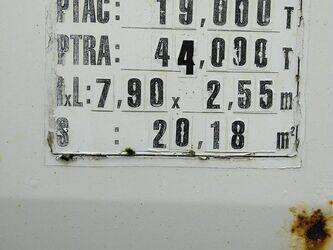 PTAC: 19,000 T
PTRA: 44,000 T
LxL: 7,90 x 2,55 m
S : 20,18 m²